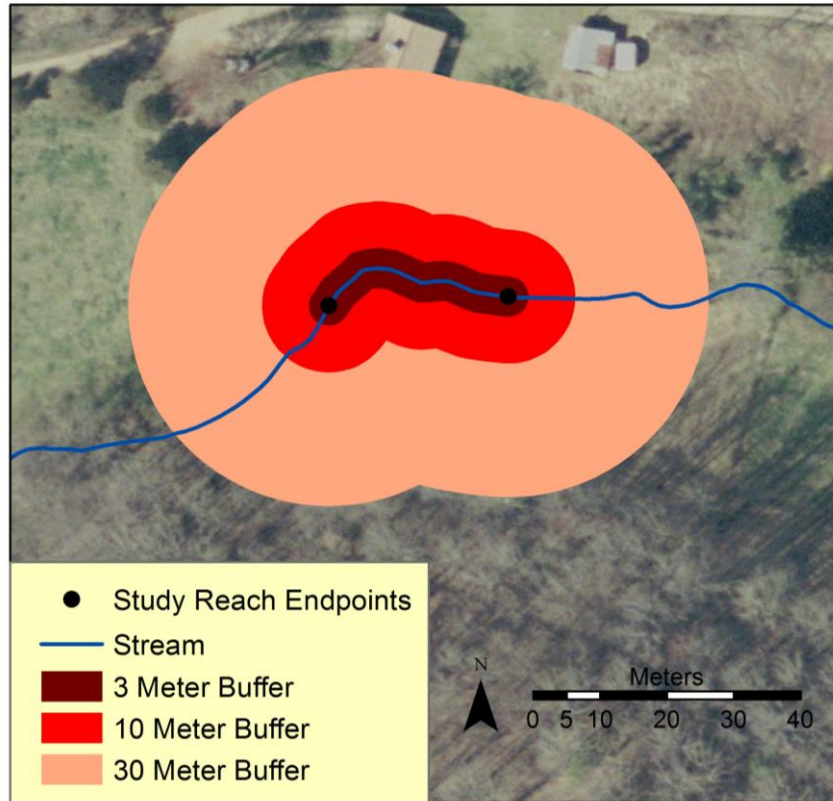 Study Reach Endpoints
Stream
3 Meter Buffer
10 Meter Buffer
30 Meter Buffer
N
Meters
0 5 10 20 30 40